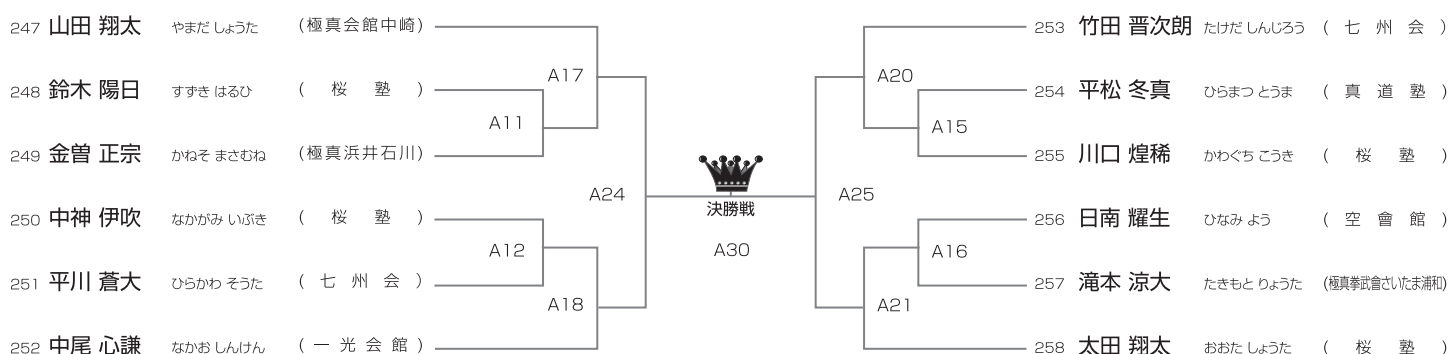 247 山田 翔太 やまだ しょうた (極真会館中崎)
248 鈴木 陽日 すずき はるひ ( 桜 塾 )
249 金曽 正宗 かねそ まさむね (極真浜井石川)
250 中神 伊吹 なかがみ いぶき ( 桜 塾 )
251 平川 蒼大 ひらかわ そうた ( 七 州 会 )
252 中尾 心謙 なかお しんけん ( 一 光 会 館 )
A17
A11
A24
A12
A18
決勝戦
A30
A20
A15
A25
A16
A21
253 竹田 晋次朗 たけだ しんじろう ( 七 州 会 )
254 平松 冬真 ひらまつ とうま ( 真 道 塾 )
255 川口 煌稀 かわぐち こうき ( 桜 塾 )
256 日南 耀生 ひなみ よう ( 空 會 館 )
257 滝本 涼大 たきもと りょうた (極真拳武會さいたま浦和)
258 太田 翔太 おおた しょうた ( 桜 塾 )